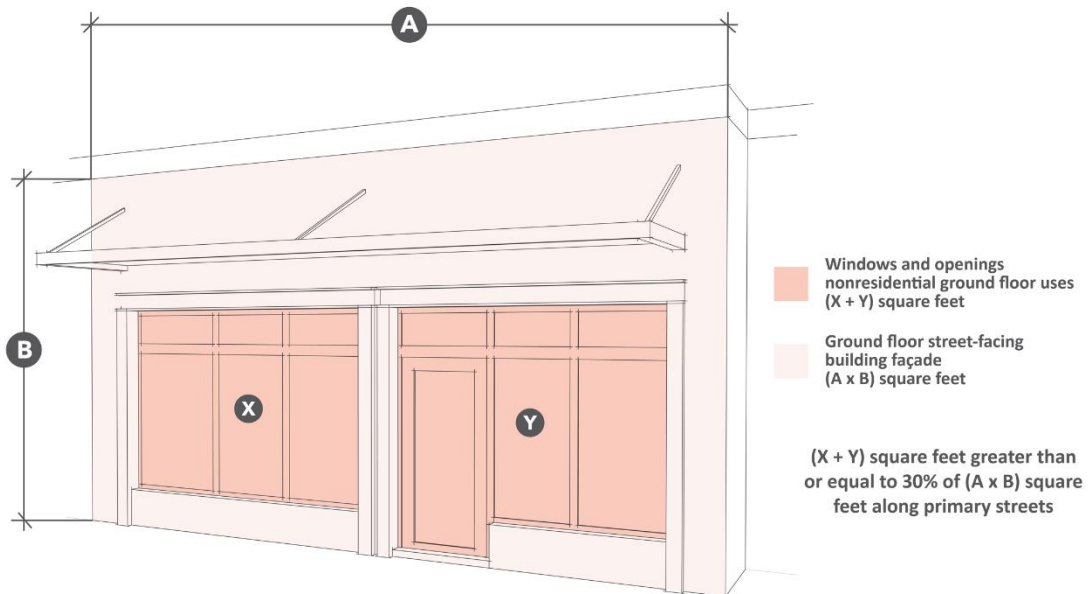 A
B
X
Y
Windows and openings
nonresidential ground floor uses
(X + Y) square feet
Ground floor street-facing
building façade
(A x B) square feet
(X + Y) square feet greater than
or equal to 30% of (A x B) square
feet along primary streets